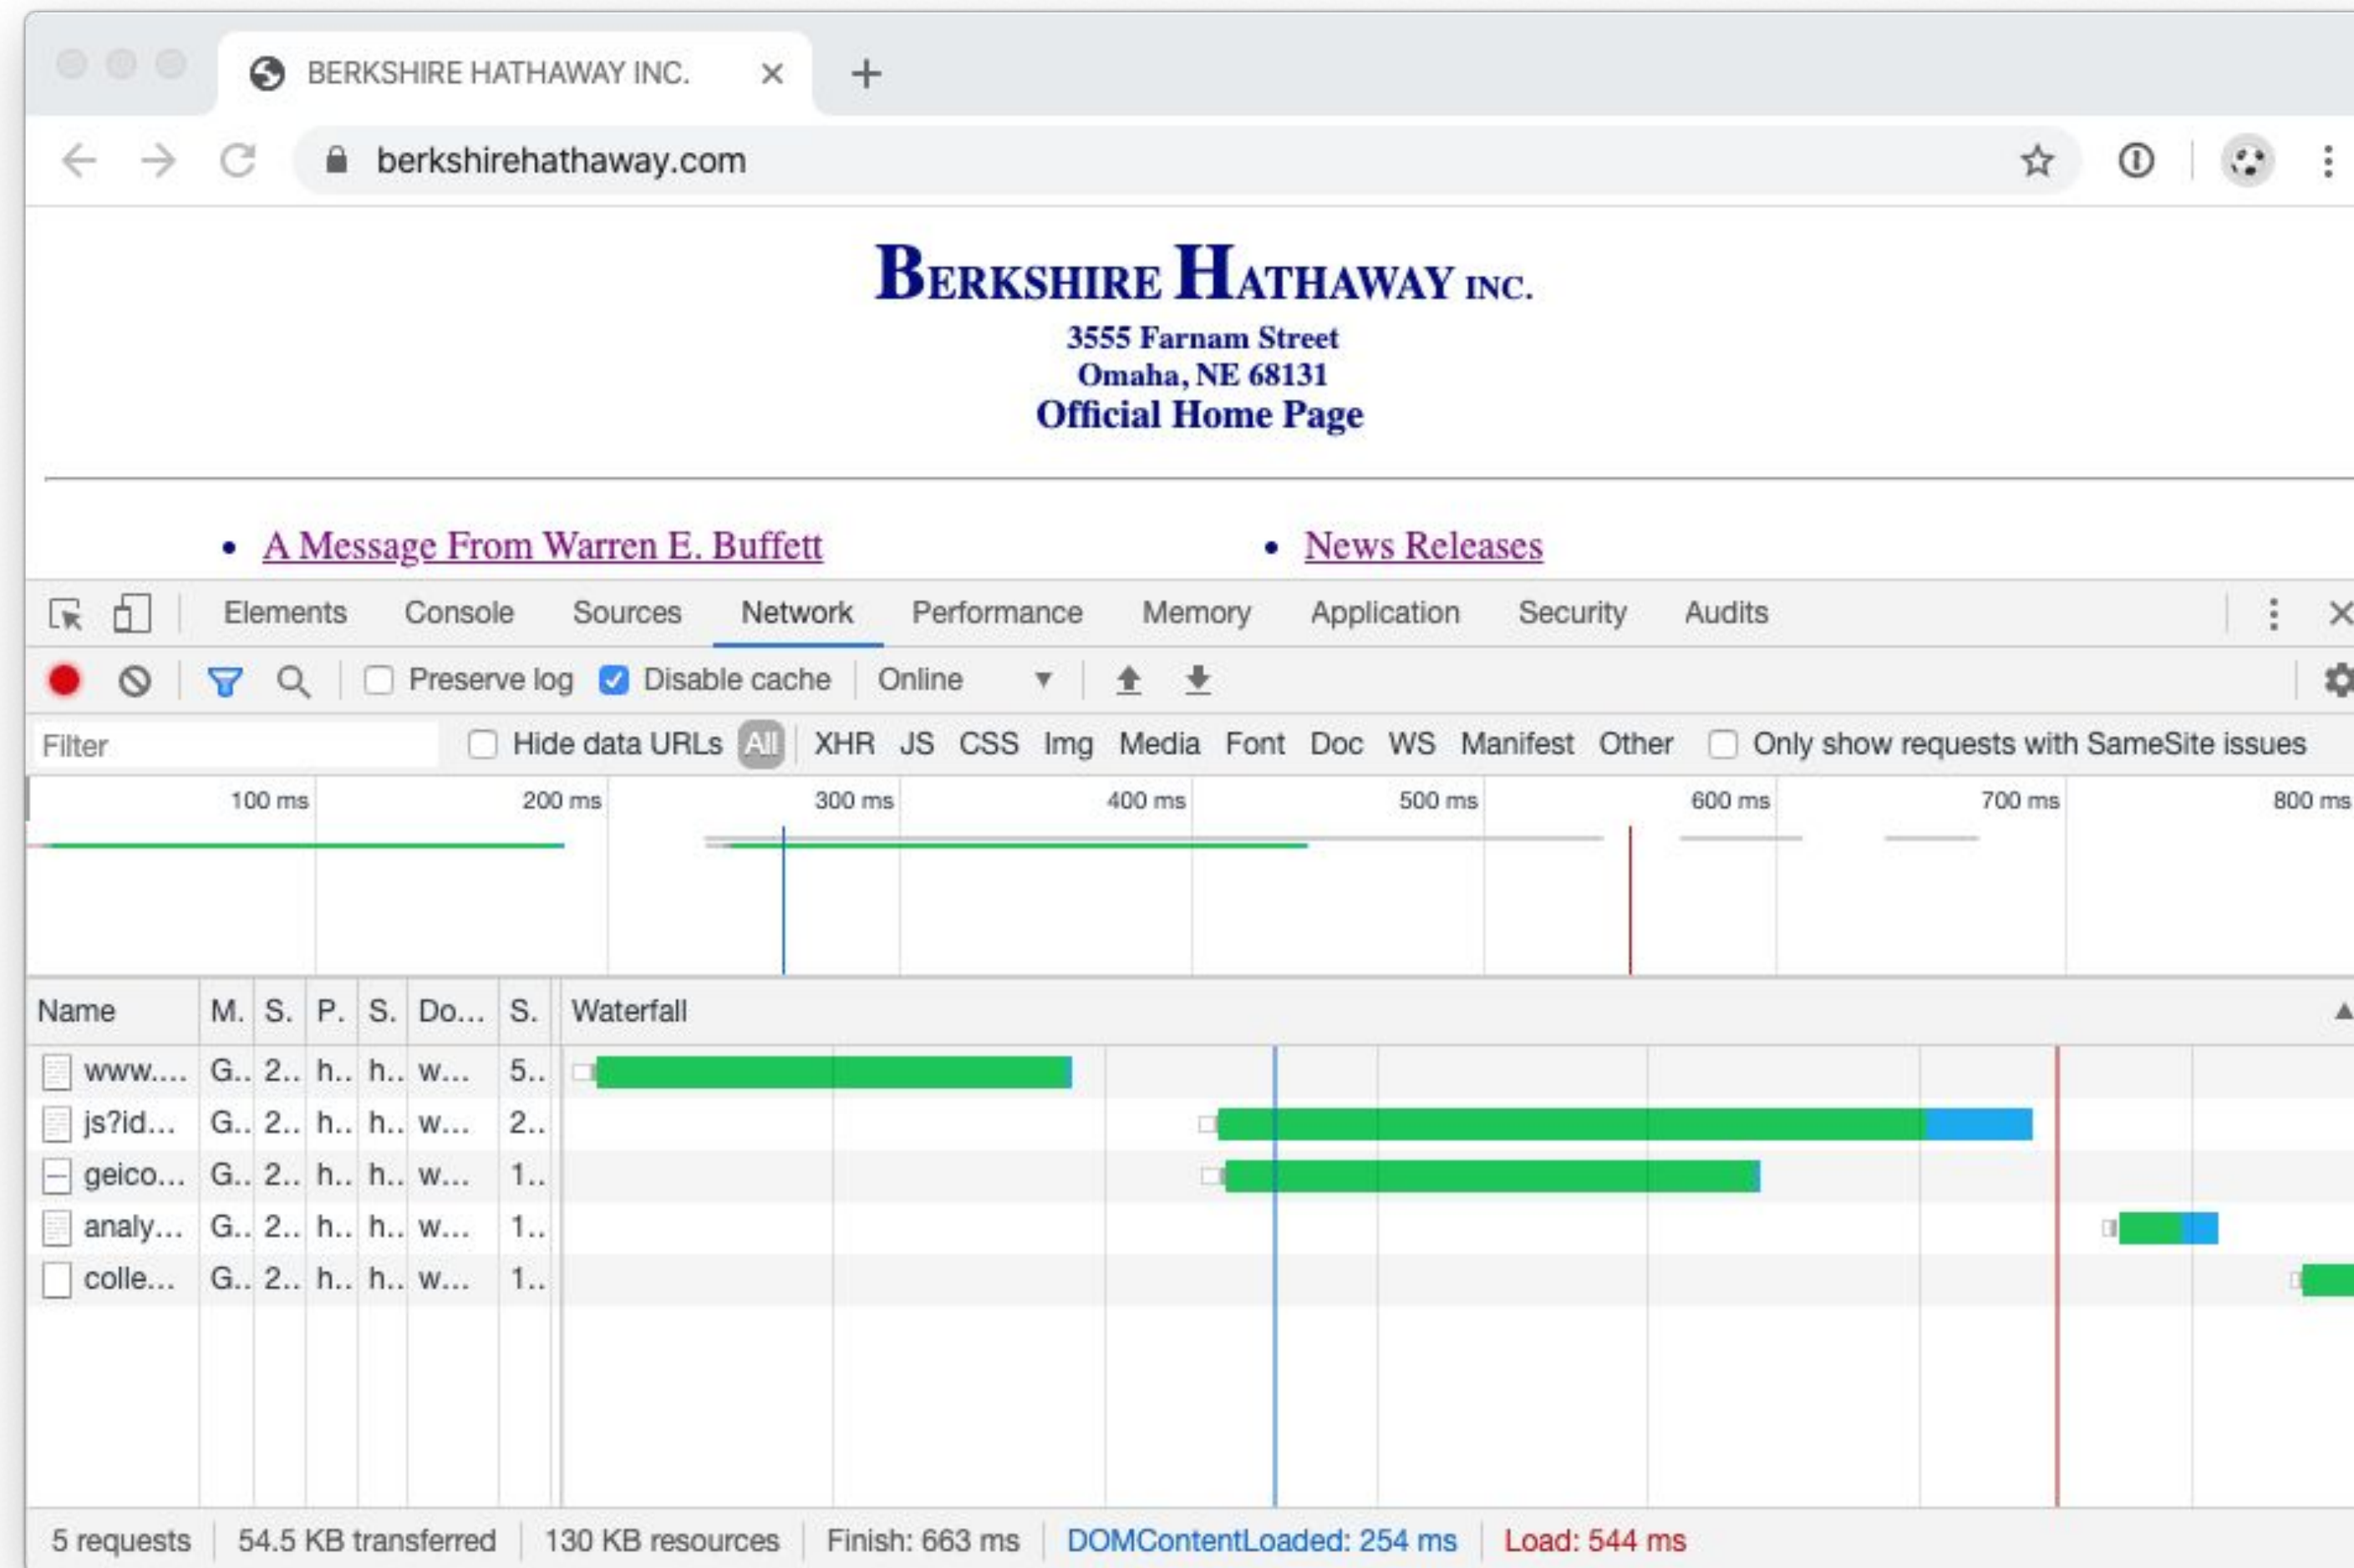 BERKSHIRE HATHAWAY INC.
berkshirehathaway.com
BERKSHIRE HATHAWAY INC.
3555 Farnam Street
Omaha, NE 68131
Official Home Page
• A Message From Warren E. Buffett • News Releases
Elements Console Sources Network Performance Memory Application Security Audits
Preserve log Disable cache Online
Filter Hide data URLs All XHR JS CSS Img Media Font Doc WS Manifest Other Only show requests with SameSite issues
100 ms 200 ms 300 ms 400 ms 500 ms 600 ms 700 ms 800 ms
Name M. S. P. S. Do... S. Waterfall
www.... G.. 2.. h.. h.. w... 5..
js?id... G.. 2.. h.. h.. w... 2..
geico... G.. 2.. h.. h.. w... 1..
analy... G.. 2.. h.. h.. w... 1..
colle... G.. 2.. h.. h.. w... 1..
5 requests 54.5 KB transferred 130 KB resources Finish: 663 ms DOMContentLoaded: 254 ms Load: 544 ms